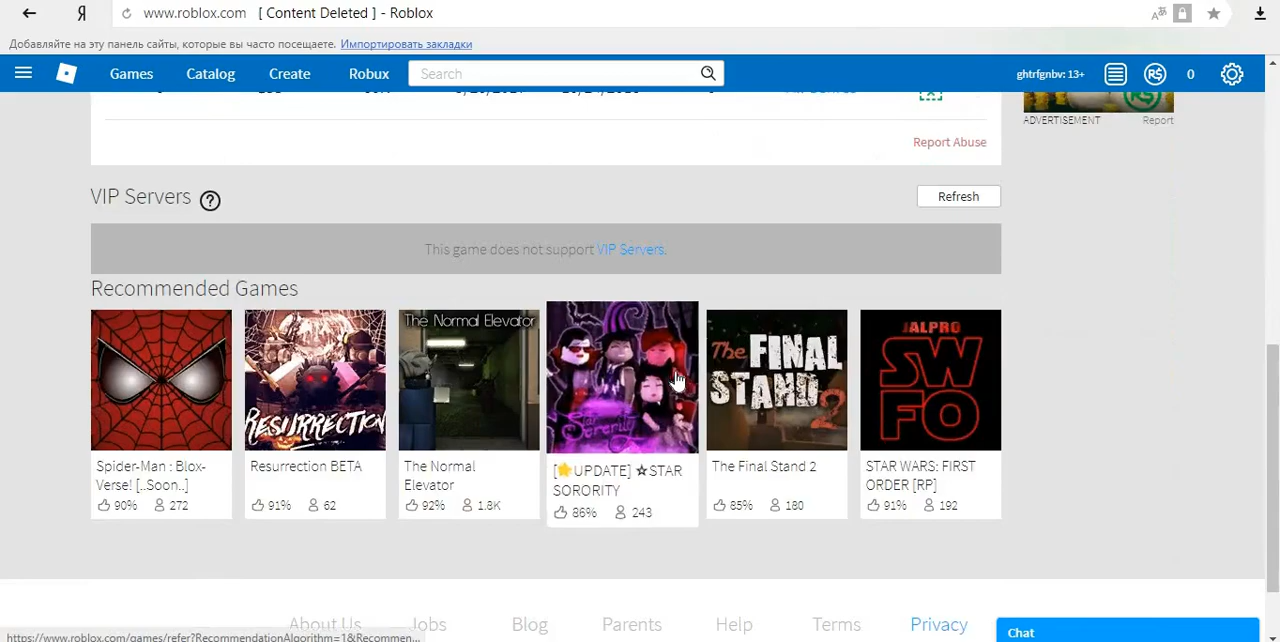 Я www.roblox.com [ Content Deleted ] - Roblox
Добавляйте на эту панель сайты, которые вы часто посещаете. Импортировать закладки
Games Catalog Create Robux Search ghtrfgnbv: 13+ R$ 0
ADVERTISEMENT Report
Report Abuse
VIP Servers ? Refresh
This game does not support VIP Servers.
Recommended Games
RESURRECTION
The Normal Elevator
Star Sorority
The FINAL STAND 2
JALPRO SW FO
Spider-Man : Blox-Verse! [..Soon..]
90% 272
Resurrection BETA
91% 62
The Normal Elevator
92% 1.8K
[🌟UPDATE] ☆STAR SORORITY
86% 243
The Final Stand 2
85% 180
STAR WARS: FIRST ORDER [RP]
91% 192
About Us Jobs Blog Parents Help Terms Privacy
Chat
https://www.roblox.com/games/refer?RecommendationAlgorithm=1&Recommen...